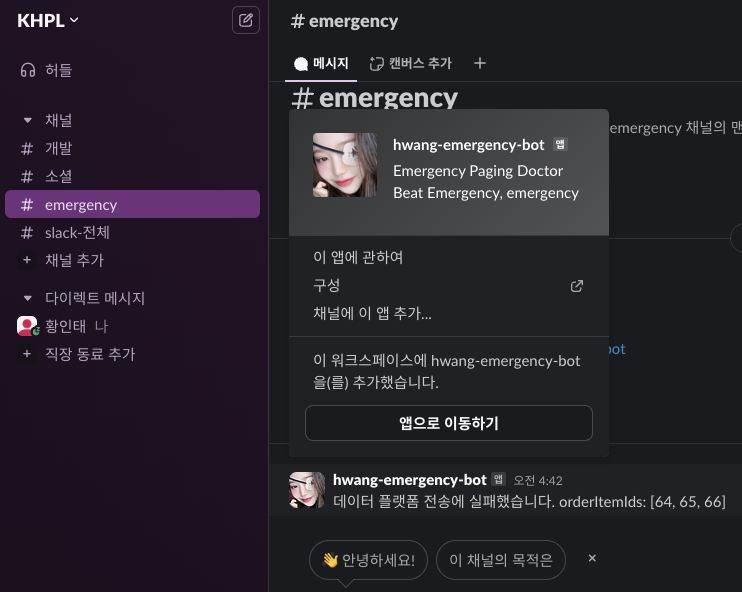 KHPL
허들
채널
# 개발
# 소셜
# emergency
# slack-전체
+ 채널 추가
다이렉트 메시지
황인태 나
+ 직장 동료 추가
# emergency
메시지 캔버스 추가 +
# emergency
emergency 채널의 맨
hwang-emergency-bot 앱
Emergency Paging Doctor
Beat Emergency, emergency
이 앱에 관하여
구성
채널에 이 앱 추가...
이 워크스페이스에 hwang-emergency-bot
을(를) 추가했습니다.
bot
앱으로 이동하기
hwang-emergency-bot 앱 오전 4:42
데이터 플랫폼 전송에 실패했습니다. orderItemIds: [64, 65, 66]
👋 안녕하세요! 이 채널의 목적은 ×